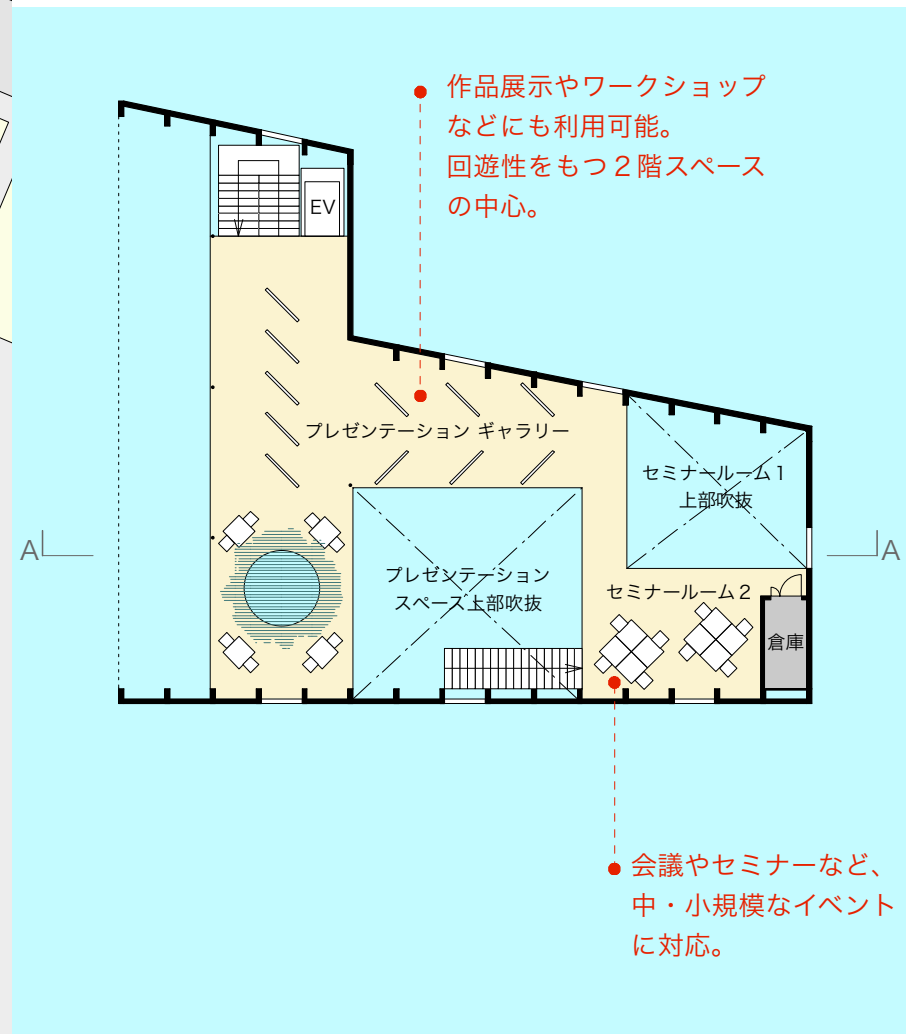 作品展示やワークショップ
などにも利用可能。
回遊性をもつ２階スペース
の中心。
EV
プレゼンテーション ギャラリー
セミナールーム１
上部吹抜
A
A
プレゼンテーション
スペース上部吹抜
セミナールーム２
倉庫
会議やセミナーなど、
中・小規模なイベント
に対応。